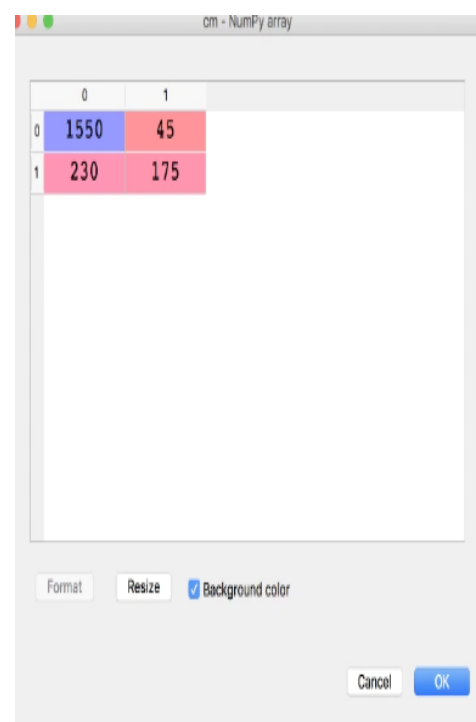 cm - NumPy array
0 1
0 1550 45
1 230 175
Format Resize Background color
Cancel OK